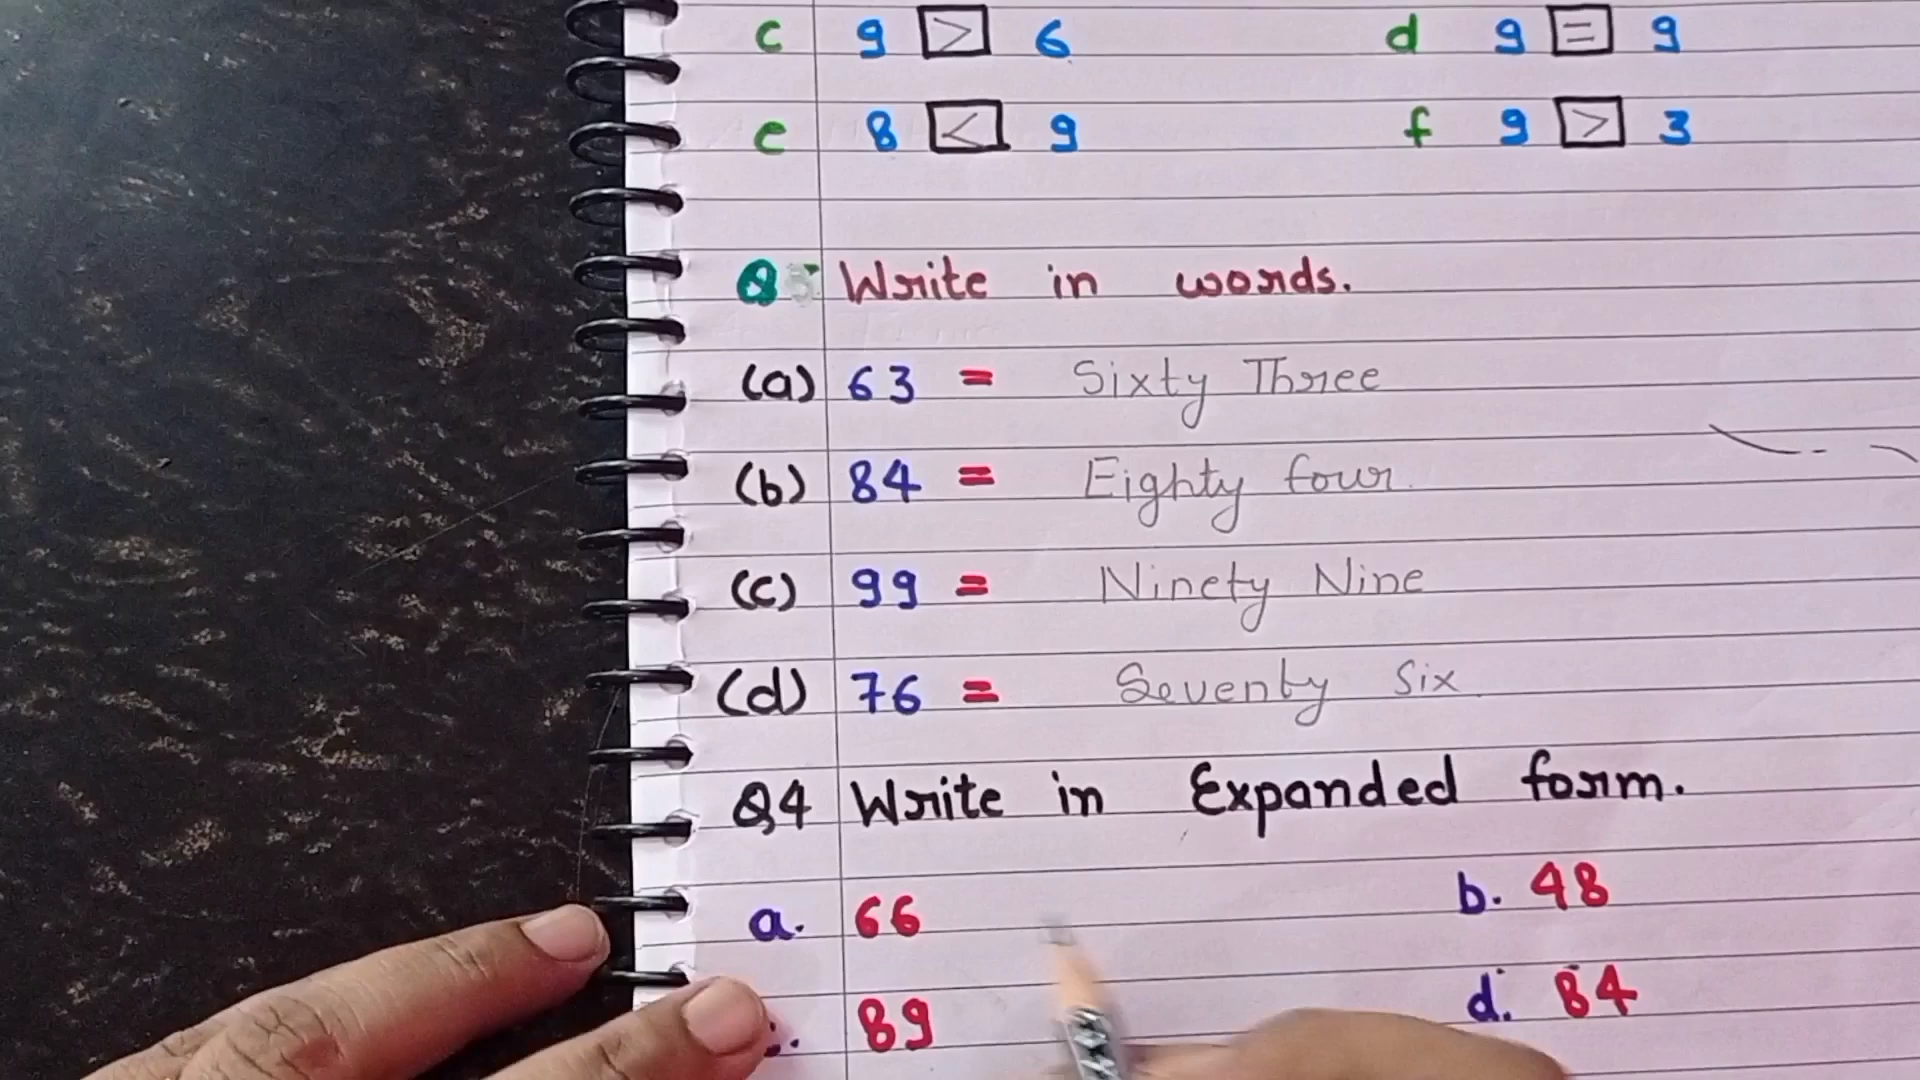 c 9 > 6 d 9 = 9
e 8 < 9 f 9 > 3
Q Write in words.
(a) 63 = Sixty Three
(b) 84 = Eighty four
(c) 99 = Ninety Nine
(d) 76 = Seventy Six
Q4 Write in Expanded form.
a. 66 b. 48
89 d. 84